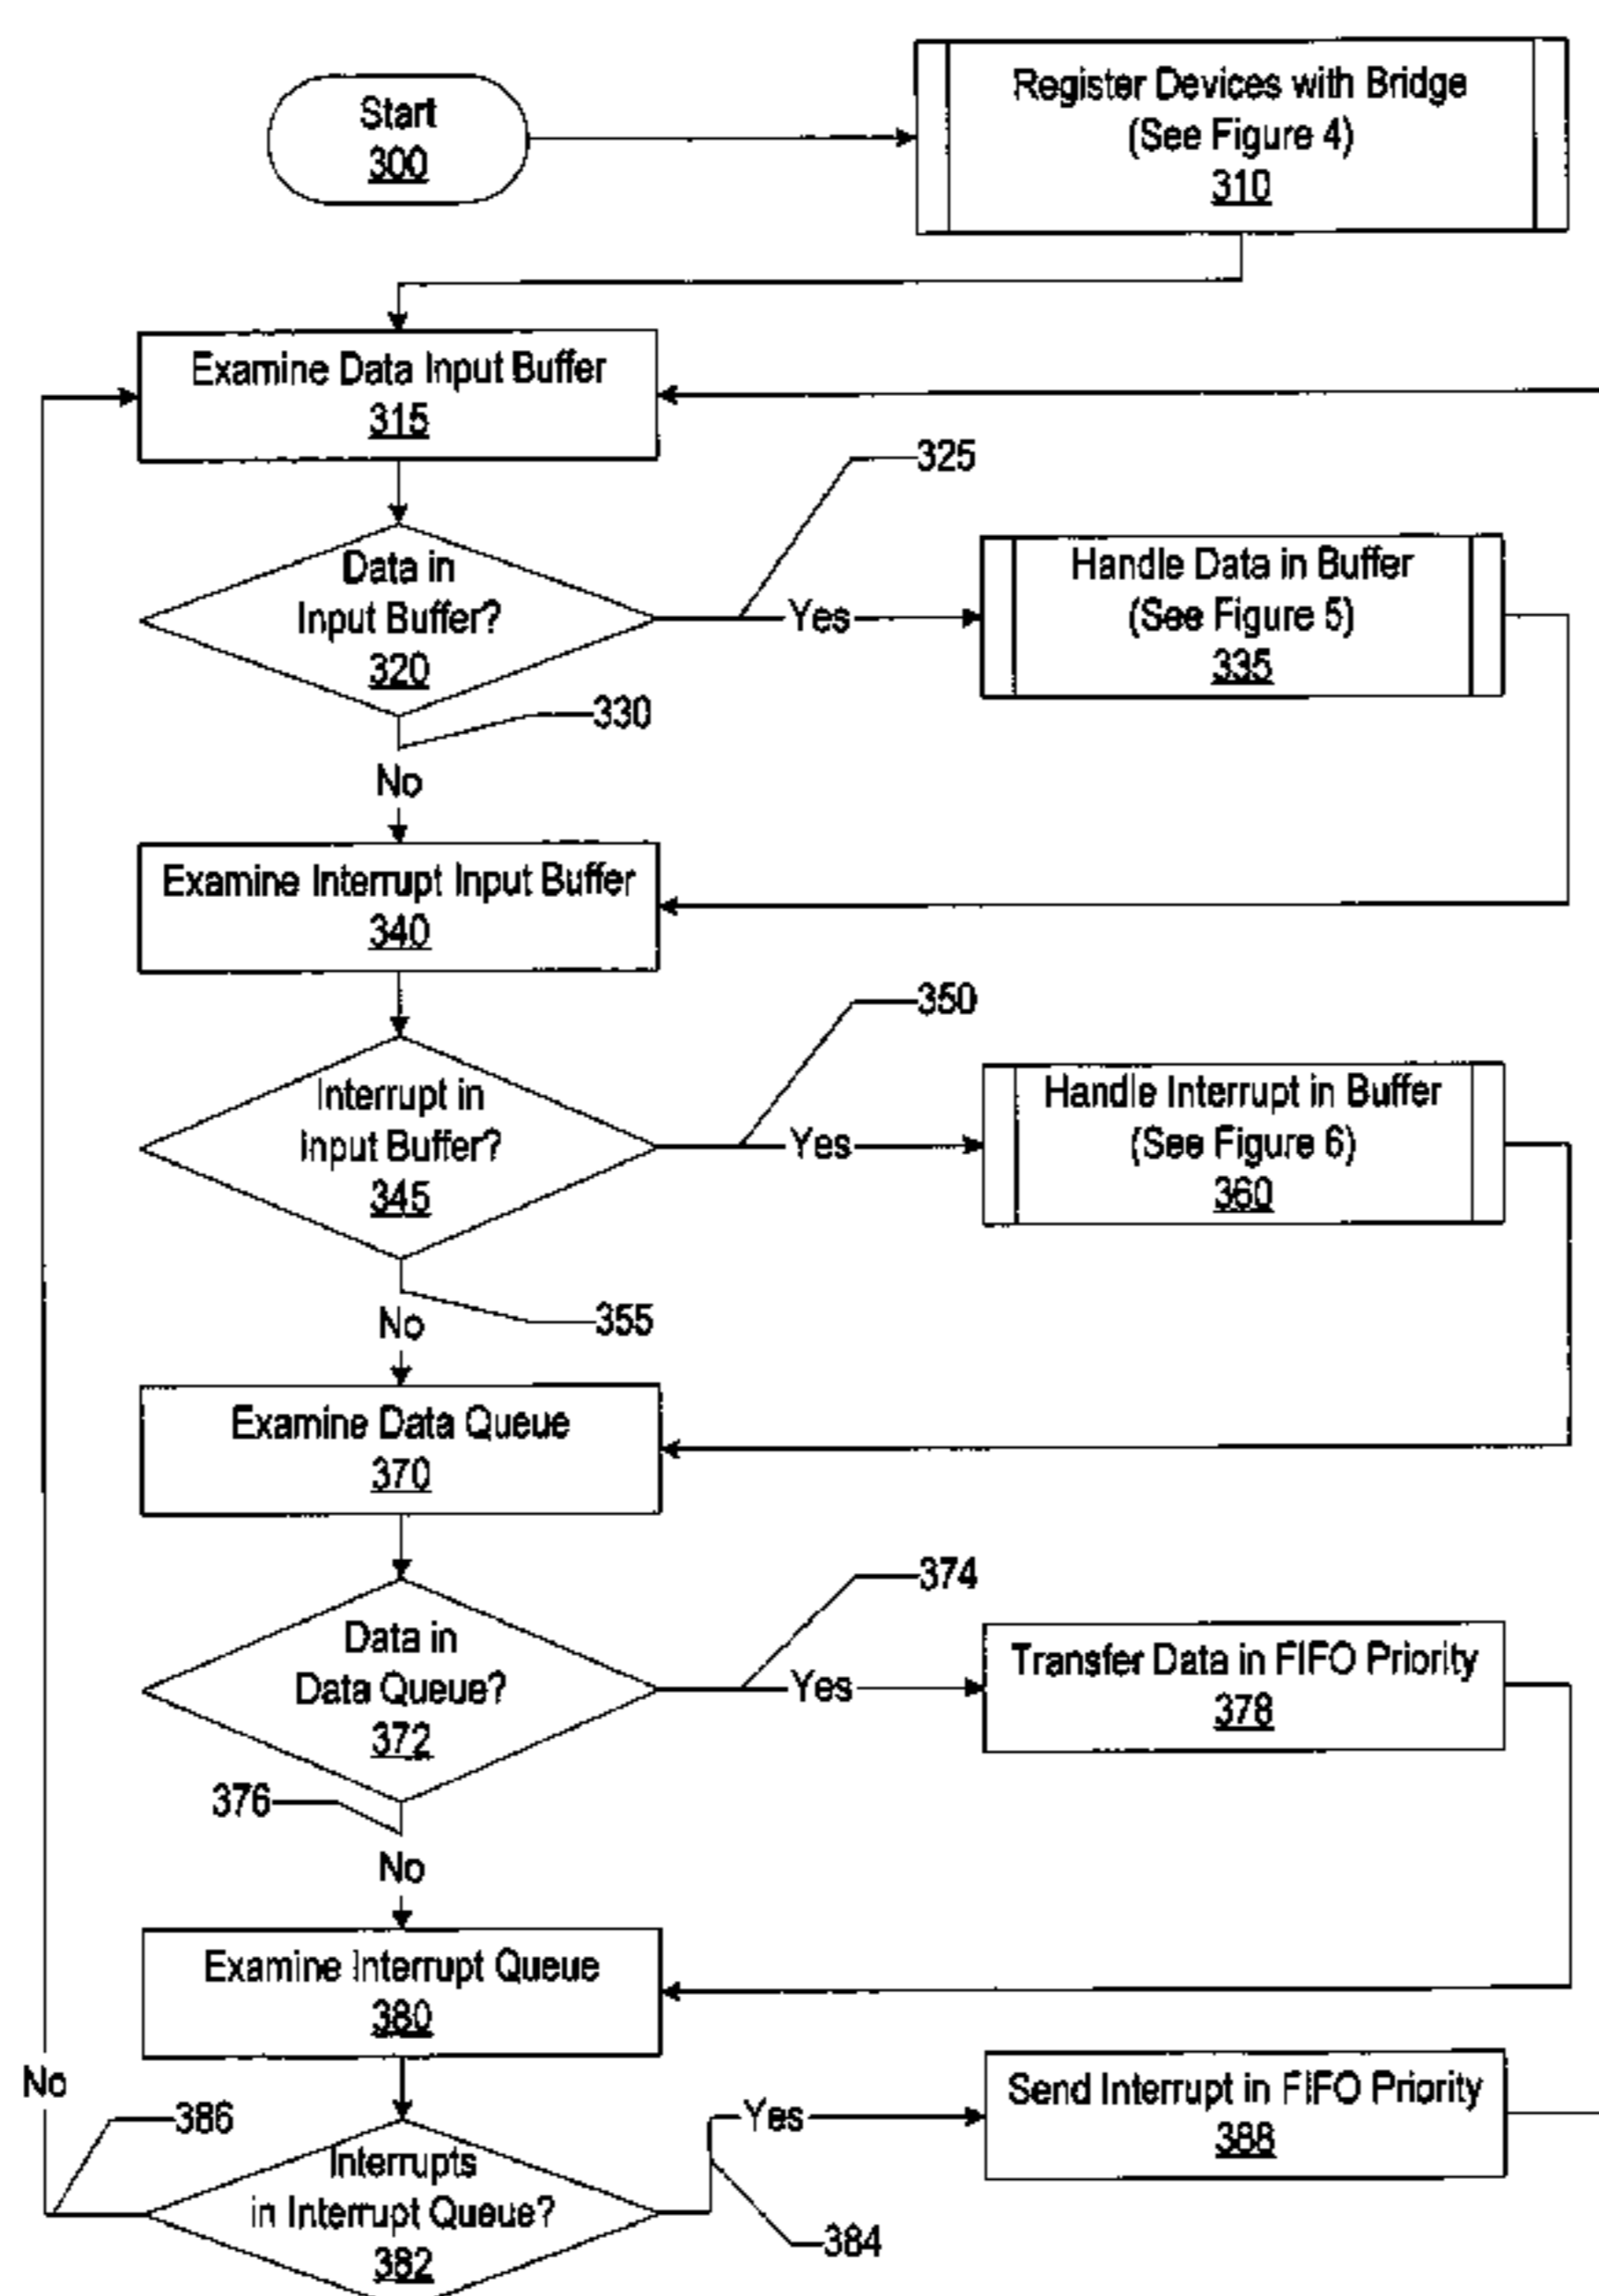 Start
300
Register Devices with Bridge
(See Figure 4)
310
Examine Data Input Buffer
315
325
Data in
Input Buffer?
320
Yes
Handle Data in Buffer
(See Figure 5)
335
330
No
Examine Interrupt Input Buffer
340
350
Interrupt in
Input Buffer?
345
Yes
Handle Interrupt in Buffer
(See Figure 6)
360
355
No
Examine Data Queue
370
374
Data in
Data Queue?
372
Yes
Transfer Data in FIFO Priority
378
376
No
Examine Interrupt Queue
380
No
386
Interrupts
in Interrupt Queue?
382
Yes
384
Send Interrupt in FIFO Priority
388